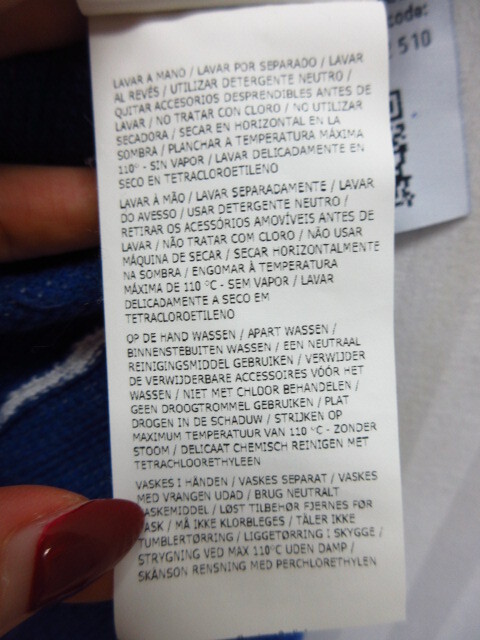 code:
510
LAVAR A MANO / LAVAR POR SEPARADO / LAVAR
AL REVÉS / UTILIZAR DETERGENTE NEUTRO /
QUITAR ACCESORIOS DESPRENDIBLES ANTES DE
LAVAR / NO TRATAR CON CLORO / NO UTILIZAR
SECADORA / SECAR EN HORIZONTAL EN LA
SOMBRA / PLANCHAR A TEMPERATURA MÁXIMA
110° - SIN VAPOR / LAVAR DELICADAMENTE EN
SECO EN TETRACLOROETILENO
LAVAR À MÃO / LAVAR SEPARADAMENTE / LAVAR
DO AVESSO / USAR DETERGENTE NEUTRO /
RETIRAR OS ACESSÓRIOS AMOVÍVEIS ANTES DE
LAVAR / NÃO TRATAR COM CLORO / NÃO USAR
MÁQUINA DE SECAR / SECAR HORIZONTALMENTE
NA SOMBRA / ENGOMAR À TEMPERATURA
MÁXIMA DE 110 °C - SEM VAPOR / LAVAR
DELICADAMENTE A SECO EM
TETRACLOROETILENO
OP DE HAND WASSEN / APART WASSEN /
BINNENSTEBUITEN WASSEN / EEN NEUTRAAL
REINIGINGSMIDDEL GEBRUIKEN / VERWIJDER
DE VERWIJDERBARE ACCESSOIRES VÓÓR HET
WASSEN / NIET MET CHLOOR BEHANDELEN /
GEEN DROOGTROMMEL GEBRUIKEN / PLAT
DROGEN IN DE SCHADUW / STRIJKEN OP
MAXIMUM TEMPERATUUR VAN 110 °C - ZONDER
STOOM / DELICAAT CHEMISCH REINIGEN MET
TETRACHLOORETHYLEEN
VASKES I HÅNDEN / VASKES SEPARAT / VASKES
MED VRANGEN UDAD / BRUG NEUTRALT
VASKEMIDDEL / LØST TILBEHØR FJERNES FØR
VASK / MÅ IKKE KLORBLEGES / TÅLER IKKE
TUMBLERTØRRING / LIGGETØRRING I SKYGGE /
STRYGNING VED MAX 110°C UDEN DAMP /
SKÅNSON RENSNING MED PERCHLORETHYLEN